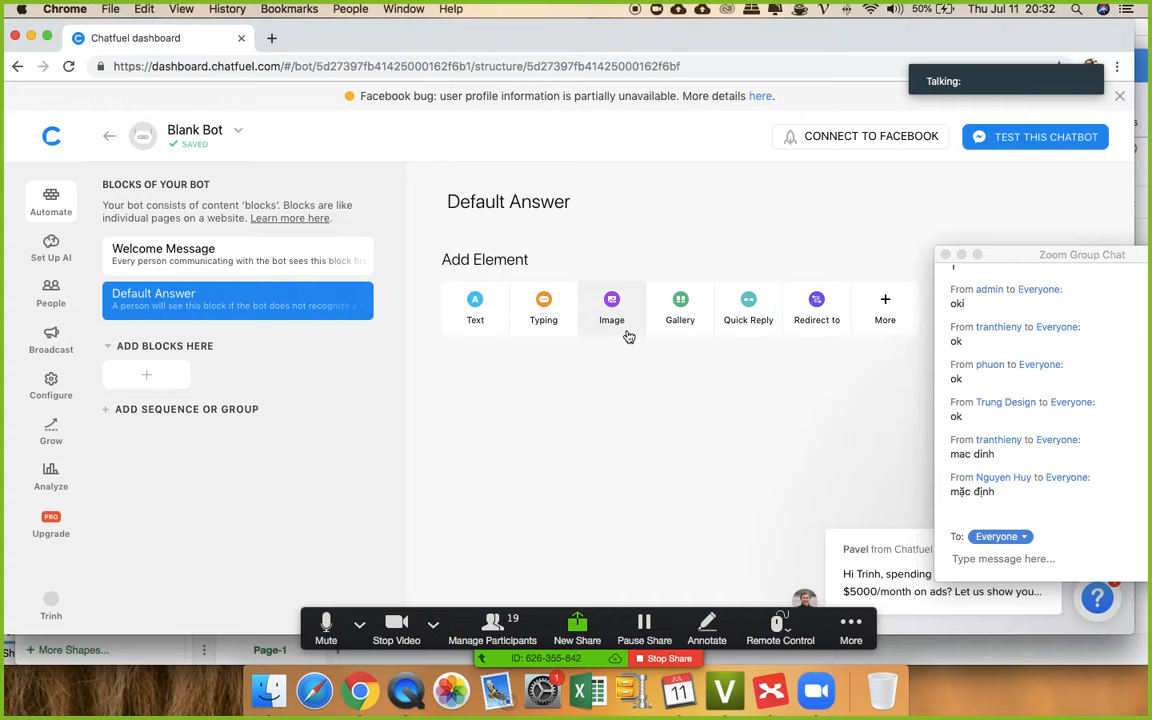 Chrome File Edit View History Bookmarks People Window Help 50% Thu Jul 11 20:32
Chatfuel dashboard
https://dashboard.chatfuel.com/#/bot/5d27397fb41425000162f6b1/structure/5d27397fb41425000162f6bf
Talking:
Facebook bug: user profile information is partially unavailable. More details here.
Blank Bot
SAVED
CONNECT TO FACEBOOK
TEST THIS CHATBOT
Automate
Set Up AI
People
Broadcast
Configure
Grow
Analyze
PRO
Upgrade
Trinh
BLOCKS OF YOUR BOT
Your bot consists of content ‘blocks’. Blocks are like
individual pages on a website. Learn more here.
Welcome Message
Every person communicating with the bot sees this block
Default Answer
A person will see this block if the bot does not recognize
ADD BLOCKS HERE
+
+ ADD SEQUENCE OR GROUP
Default Answer
Add Element
Text
Typing
Image
Gallery
Quick Reply
Redirect to
More
Zoom Group Chat
From admin to Everyone:
oki
From tranthieny to Everyone:
ok
From phuon to Everyone:
ok
From Trung Design to Everyone:
ok
From tranthieny to Everyone:
mac dinh
From Nguyen Huy to Everyone:
mặc định
To: Everyone
Type message here...
Pavel from Chatfuel
Hi Trinh, spending
$5000/month on ads? Let us show you...
?
Mute
Stop Video
19
Manage Participants
New Share
Pause Share
Annotate
Remote Control
More
ID: 626-355-842
Stop Share
+ More Shapes...
Page-1
JUL
11
1